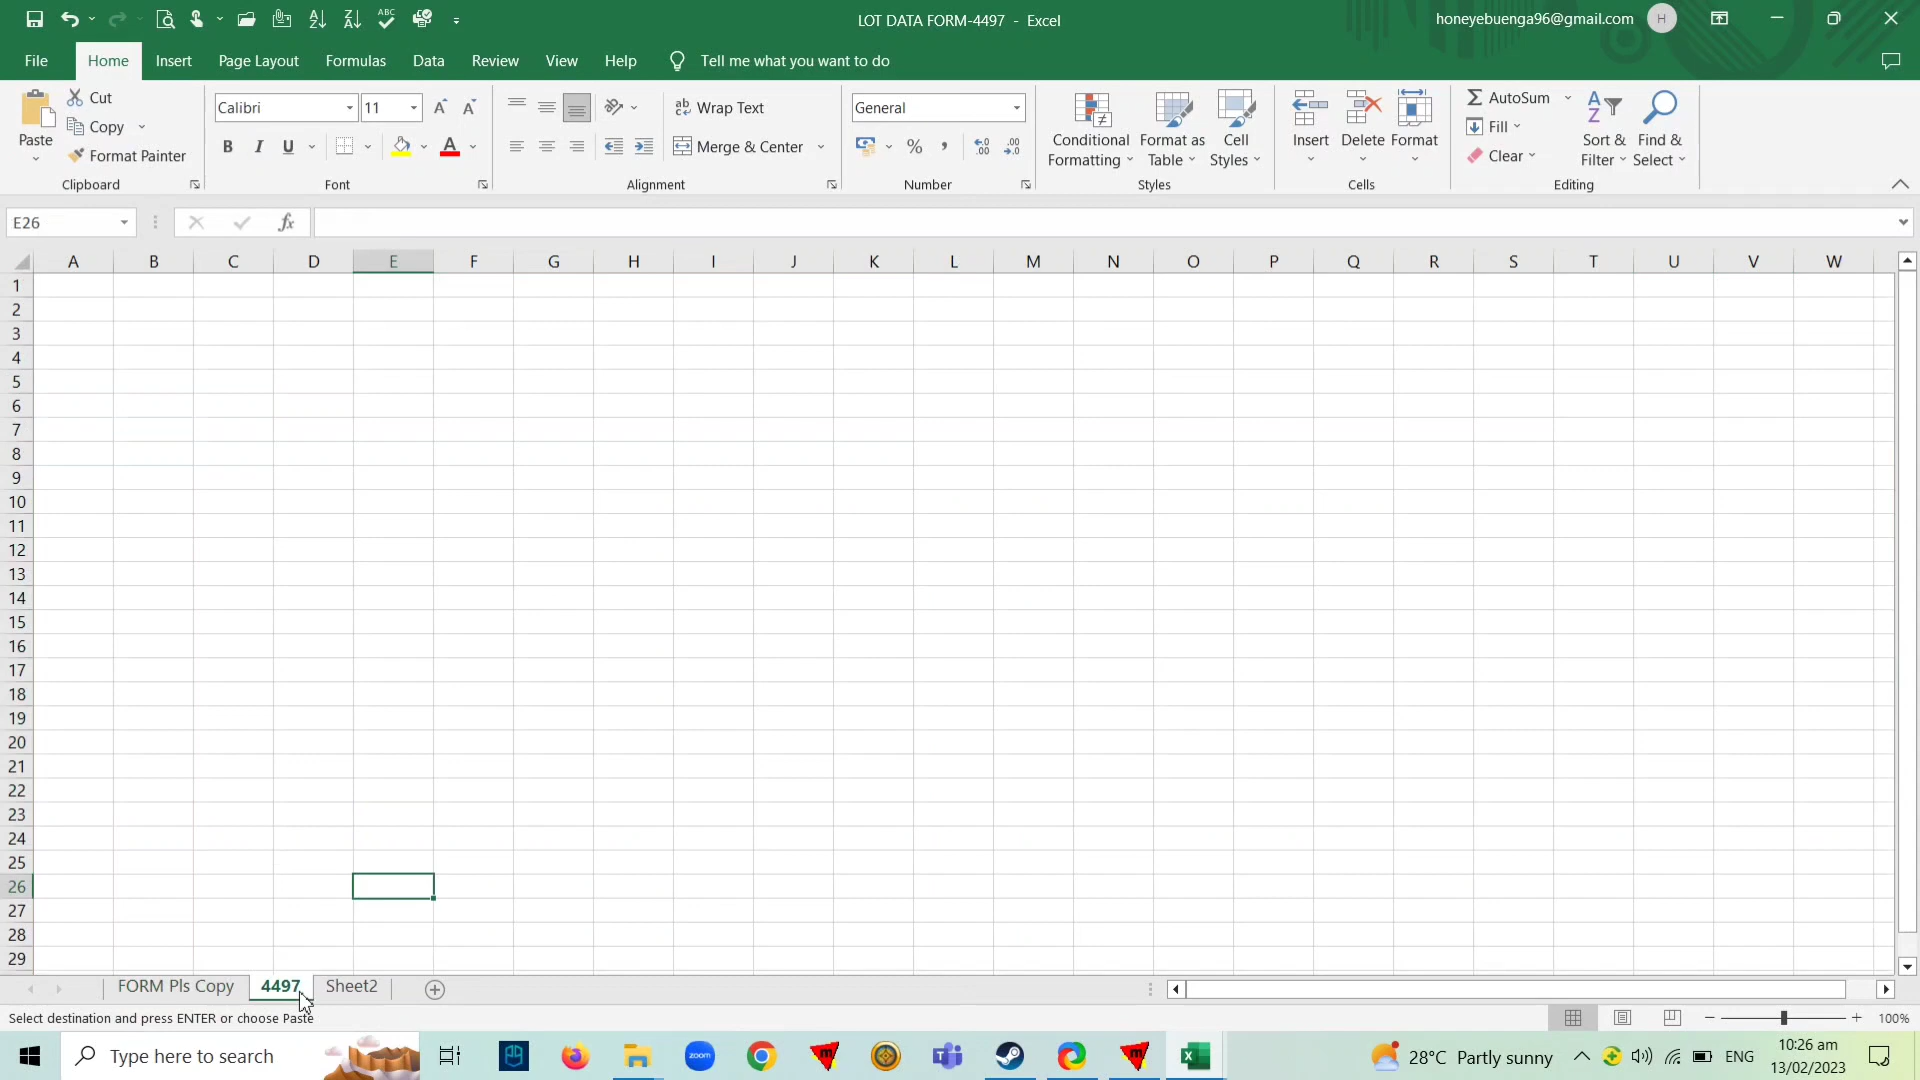 LOT DATA FORM-4497 - Excel
honeyebuenga96@gmail.com H
File Home Insert Page Layout Formulas Data Review View Help Tell me what you want to do
Paste
Cut
Copy
Format Painter
Clipboard
Calibri 11
B I U
Font
Wrap Text
Merge & Center
Alignment
General
Number
Conditional Formatting
Format as Table
Cell Styles
Styles
Insert Delete Format
Cells
AutoSum
Fill
Clear
Sort & Filter
Find & Select
Editing
E26 fx
A B C D E F G H I J K L M N O P Q R S T U V W
1
2
3
4
5
6
7
8
9
10
11
12
13
14
15
16
17
18
19
20
21
22
23
24
25
26
27
28
29
FORM Pls Copy 4497 Sheet2
Select destination and press ENTER or choose Paste
100%
Type here to search
zoom
28°C Partly sunny
ENG
10:26 am
13/02/2023